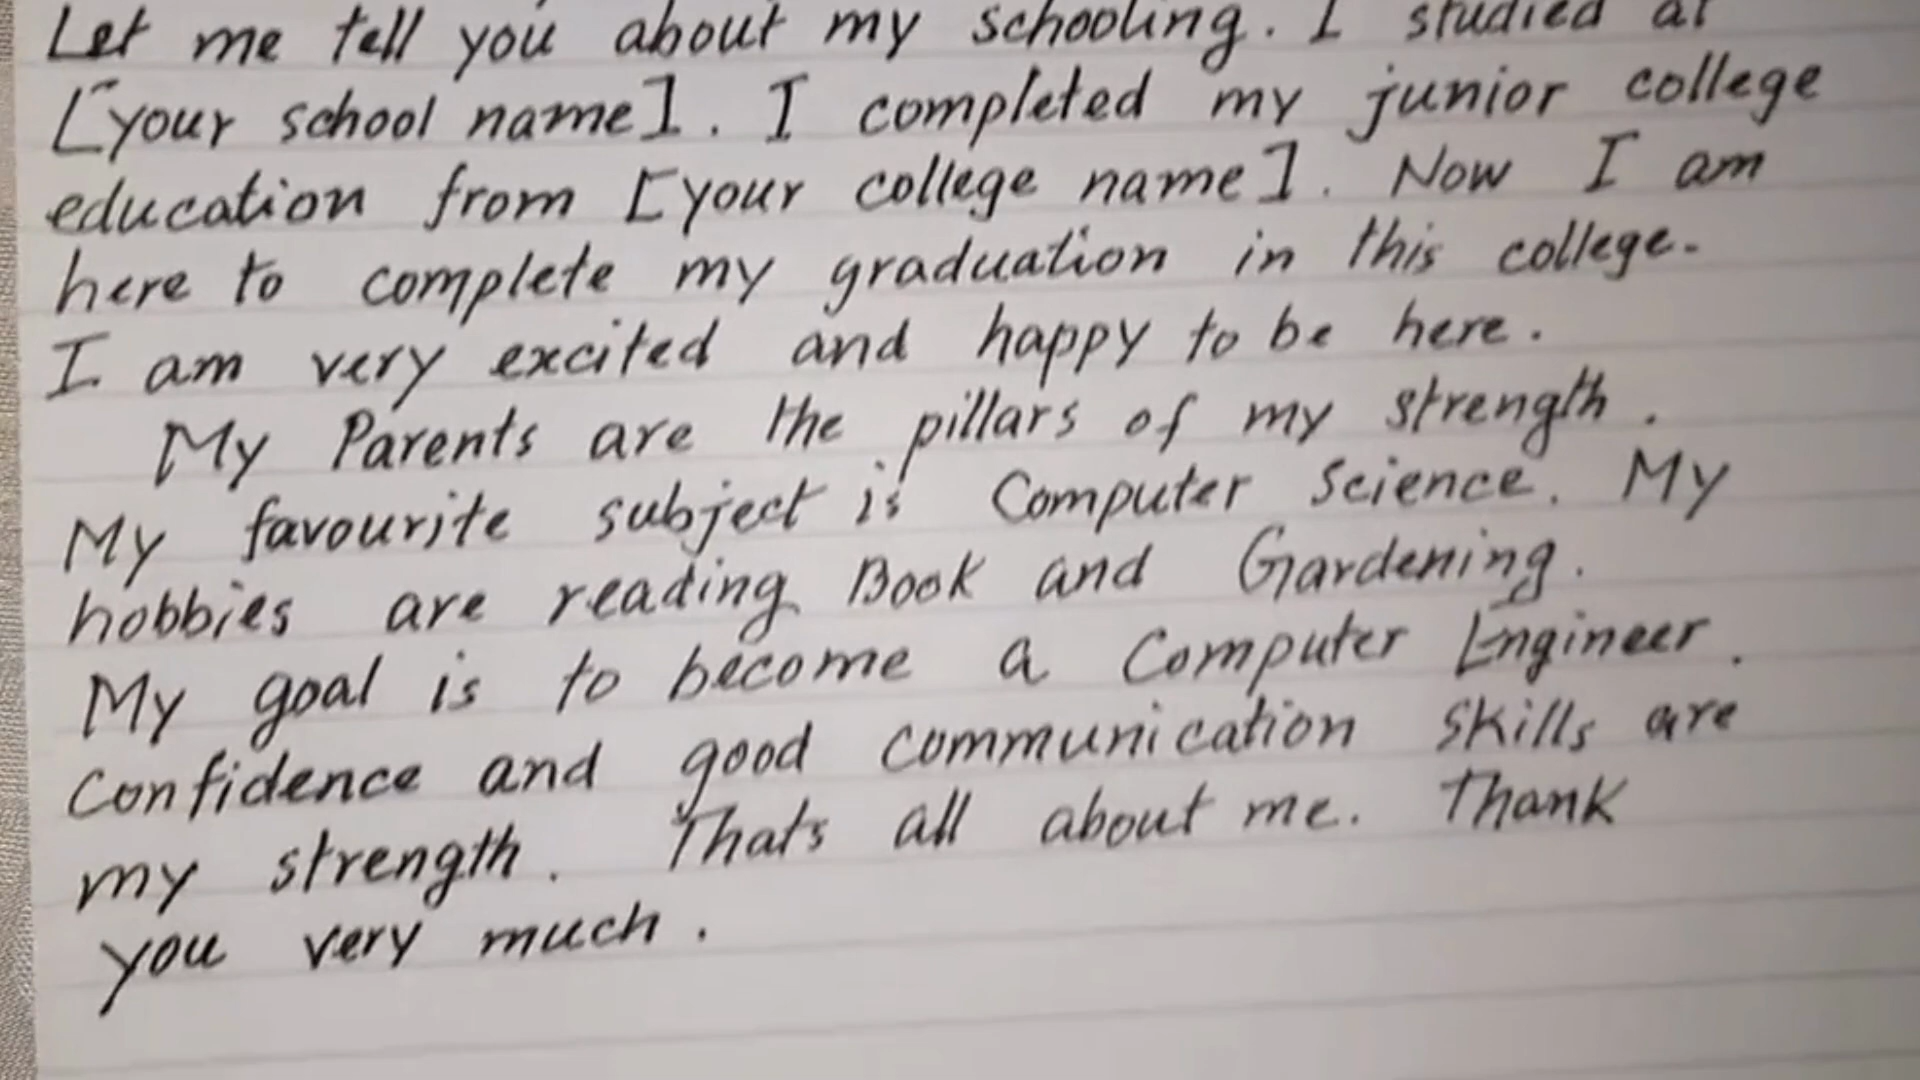 Let me tell you about my schooling. I studied at
[your school name]. I completed my junior college
education from [your college name]. Now I am
here to complete my graduation in this college.
I am very excited and happy to be here.
My Parents are the pillars of my strength.
My favourite subject is Computer Science. My
hobbies are reading Book and Gardening.
My goal is to become a Computer Engineer.
Confidence and good communication skills are
my strength. Thats all about me. Thank
you very much.